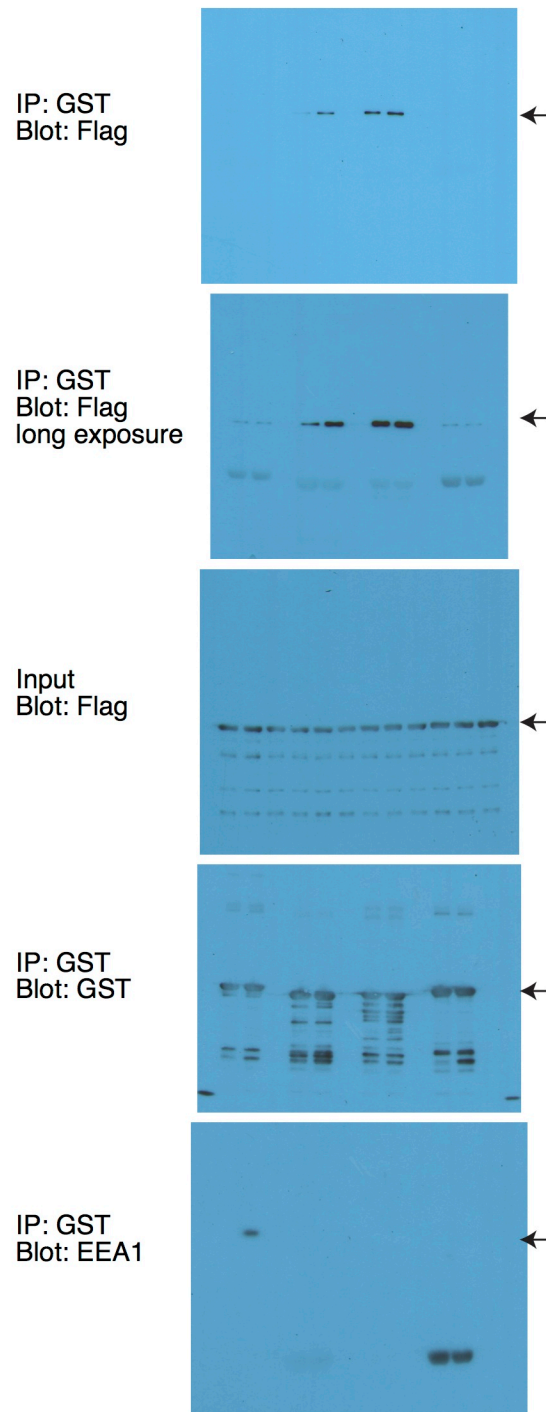 IP: GST
Blot: Flag
IP: GST
Blot: Flag
long exposure
Input
Blot: Flag
IP: GST
Blot: GST
IP: GST
Blot: EEA1